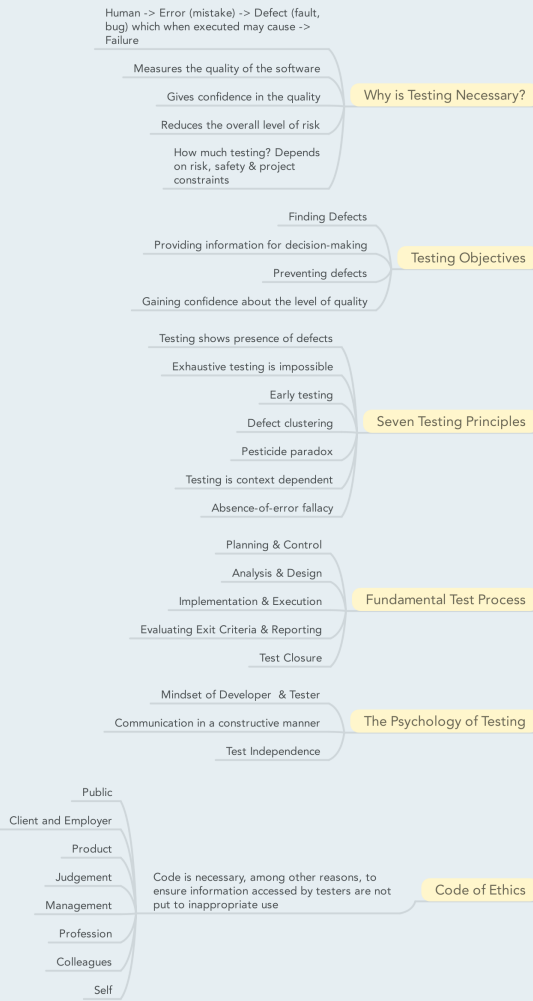 Human -> Error (mistake) -> Defect (fault,
bug) which when executed may cause ->
Failure
Measures the quality of the software
Gives confidence in the quality
Reduces the overall level of risk
How much testing? Depends
on risk, safety & project
constraints
Why is Testing Necessary?
Finding Defects
Providing information for decision-making
Preventing defects
Gaining confidence about the level of quality
Testing Objectives
Testing shows presence of defects
Exhaustive testing is impossible
Early testing
Defect clustering
Pesticide paradox
Testing is context dependent
Absence-of-error fallacy
Seven Testing Principles
Planning & Control
Analysis & Design
Implementation & Execution
Evaluating Exit Criteria & Reporting
Test Closure
Fundamental Test Process
Mindset of Developer & Tester
Communication in a constructive manner
Test Independence
The Psychology of Testing
Public
Client and Employer
Product
Judgement
Management
Profession
Colleagues
Self
Code is necessary, among other reasons, to
ensure information accessed by testers are not
put to inappropriate use
Code of Ethics